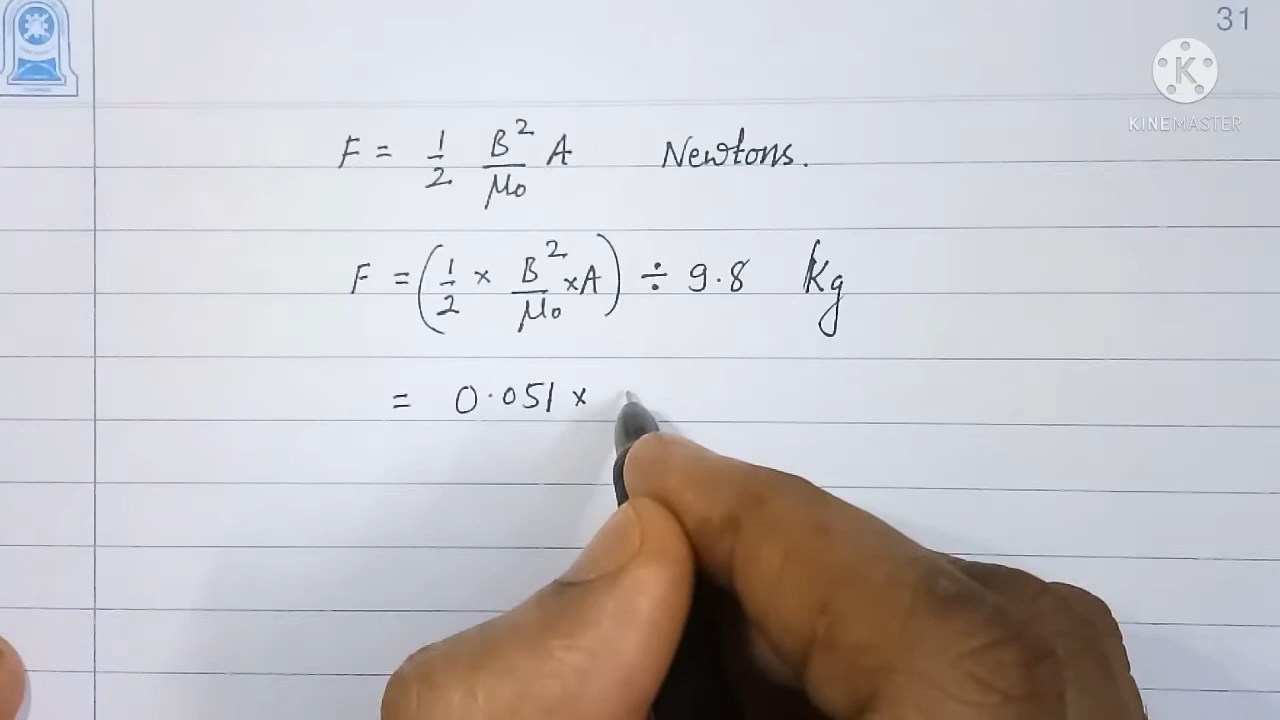 31
KINEMASTER
F = 1/2 B²/μ₀ A Newtons.
F = (1/2 × B²/μ₀ × A) ÷ 9.8 Kg
= 0.051 ×